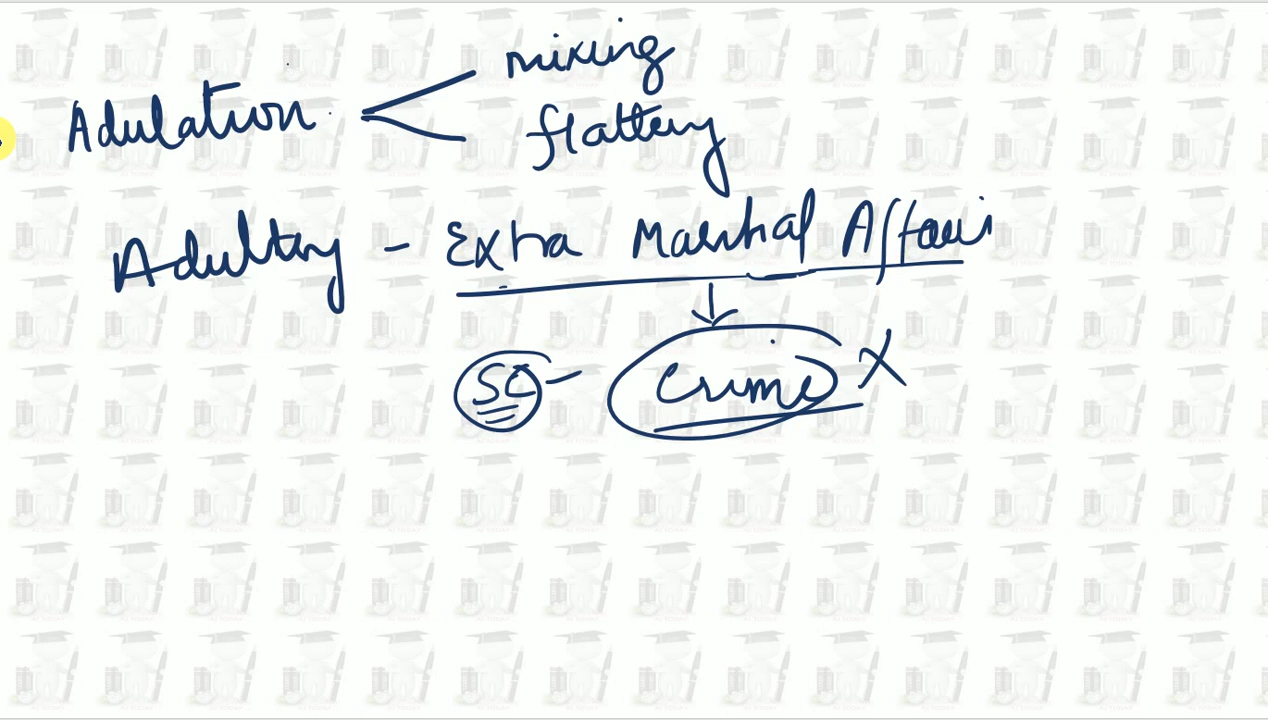 mixing
Adulation
flattery
Adultery - Extra Marital Affair
SC - Crime X